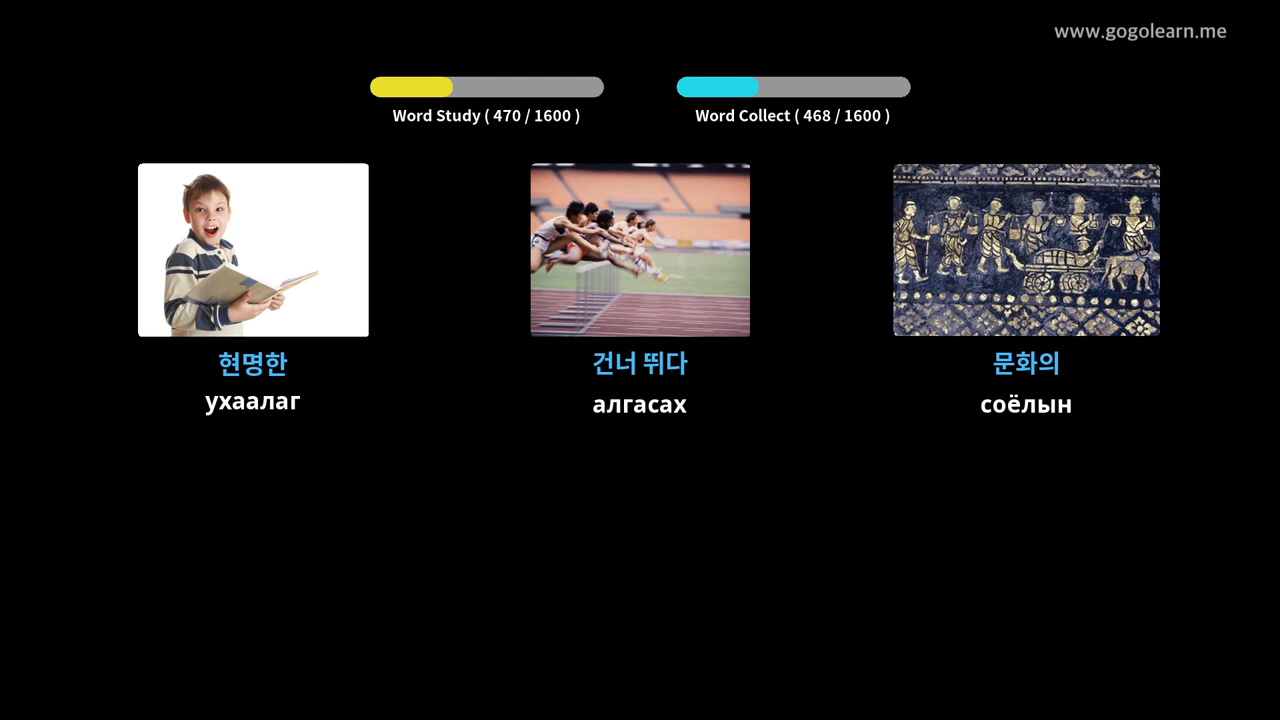 www.gogolearn.me
Word Study ( 470 / 1600 )
Word Collect ( 468 / 1600 )
현명한
ухаалаг
건너 뛰다
алгасах
문화의
соёлын